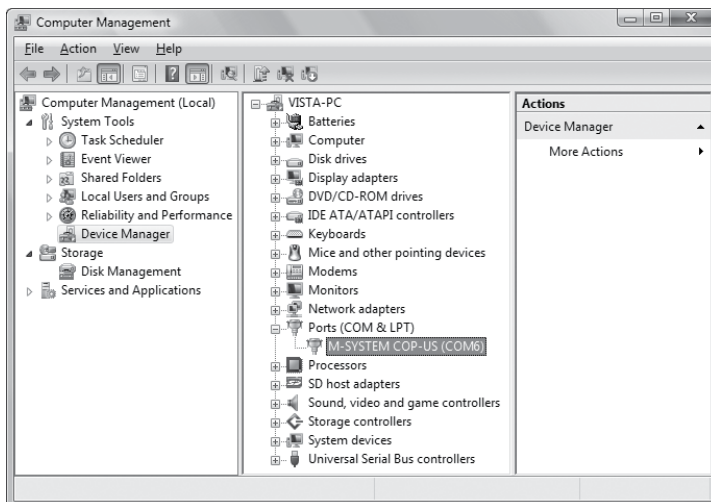 Computer Management
File Action View Help
Computer Management (Local)
System Tools
Task Scheduler
Event Viewer
Shared Folders
Local Users and Groups
Reliability and Performance
Device Manager
Storage
Disk Management
Services and Applications
VISTA-PC
Batteries
Computer
Disk drives
Display adapters
DVD/CD-ROM drives
IDE ATA/ATAPI controllers
Keyboards
Mice and other pointing devices
Modems
Monitors
Network adapters
Ports (COM & LPT)
M-SYSTEM COP-US (COM6)
Processors
SD host adapters
Sound, video and game controllers
Storage controllers
System devices
Universal Serial Bus controllers
Actions
Device Manager
More Actions